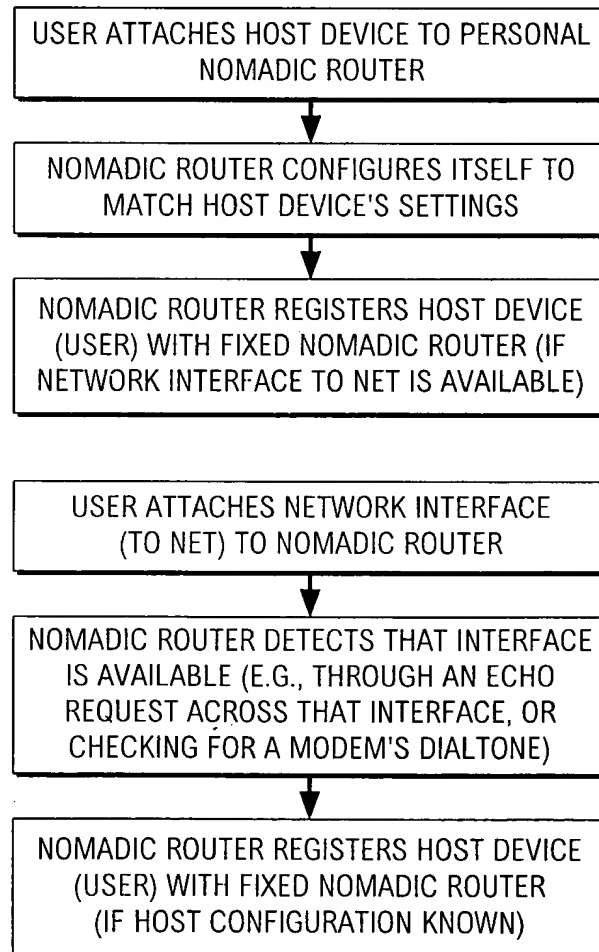 USER ATTACHES HOST DEVICE TO PERSONAL
NOMADIC ROUTER
NOMADIC ROUTER CONFIGURES ITSELF TO
MATCH HOST DEVICE'S SETTINGS
NOMADIC ROUTER REGISTERS HOST DEVICE
(USER) WITH FIXED NOMADIC ROUTER (IF
NETWORK INTERFACE TO NET IS AVAILABLE)
USER ATTACHES NETWORK INTERFACE
(TO NET) TO NOMADIC ROUTER
NOMADIC ROUTER DETECTS THAT INTERFACE
IS AVAILABLE (E.G., THROUGH AN ECHO
REQUEST ACROSS THAT INTERFACE, OR
CHECKING FOR A MODEM'S DIALTONE)
NOMADIC ROUTER REGISTERS HOST DEVICE
(USER) WITH FIXED NOMADIC ROUTER
(IF HOST CONFIGURATION KNOWN)